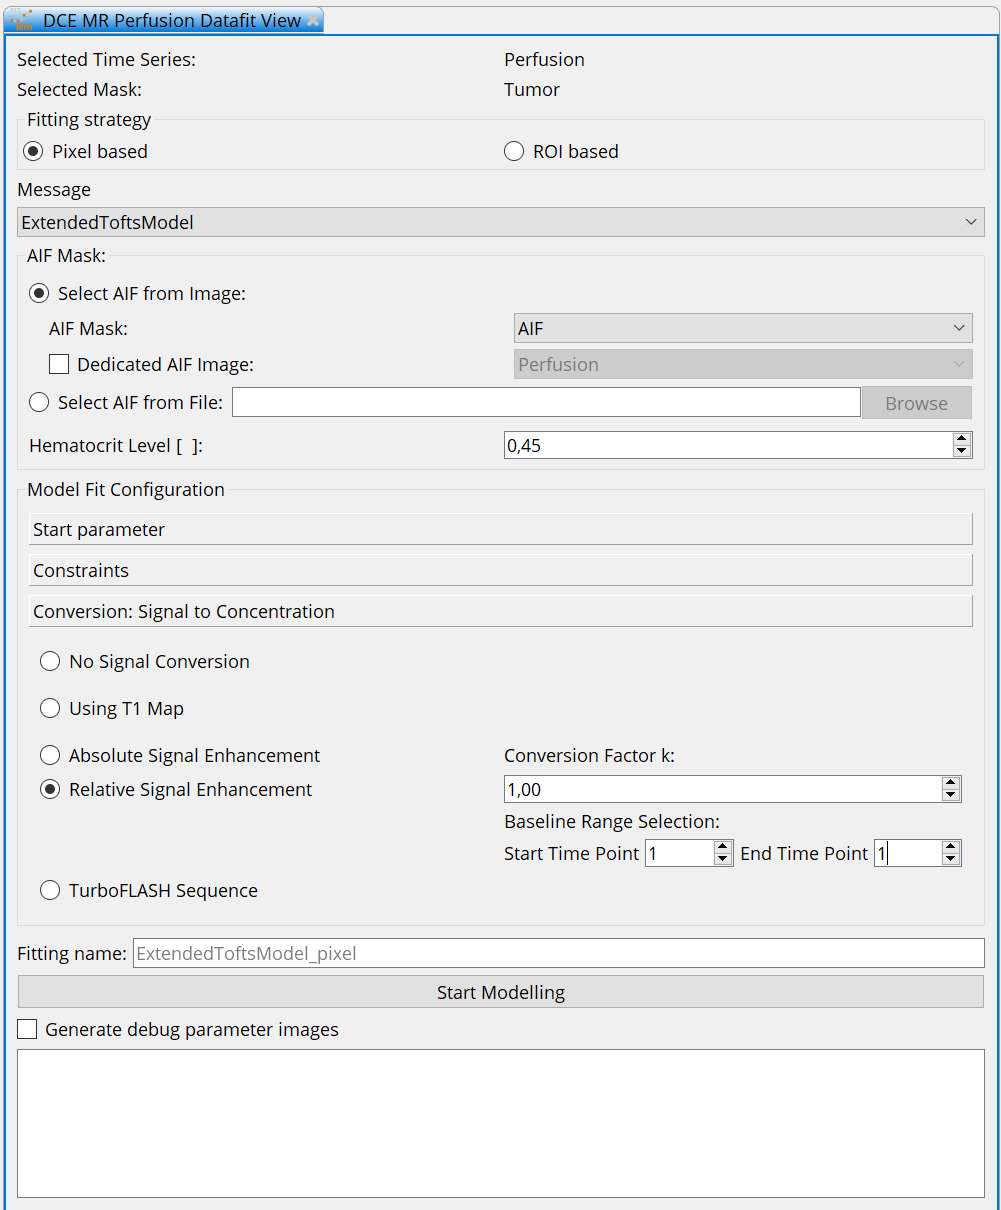 DCE MR Perfusion Datafit View
Selected Time Series: Perfusion
Selected Mask: Tumor
Fitting strategy
Pixel based ROI based
Message
ExtendedToftsModel
AIF Mask:
Select AIF from Image:
AIF Mask: AIF
Dedicated AIF Image: Perfusion
Select AIF from File: Browse
Hematocrit Level [ ]: 0,45
Model Fit Configuration
Start parameter
Constraints
Conversion: Signal to Concentration
No Signal Conversion
Using T1 Map
Absolute Signal Enhancement Conversion Factor k:
Relative Signal Enhancement 1,00
Baseline Range Selection:
Start Time Point 1 End Time Point 1
TurboFLASH Sequence
Fitting name: ExtendedToftsModel_pixel
Start Modelling
Generate debug parameter images